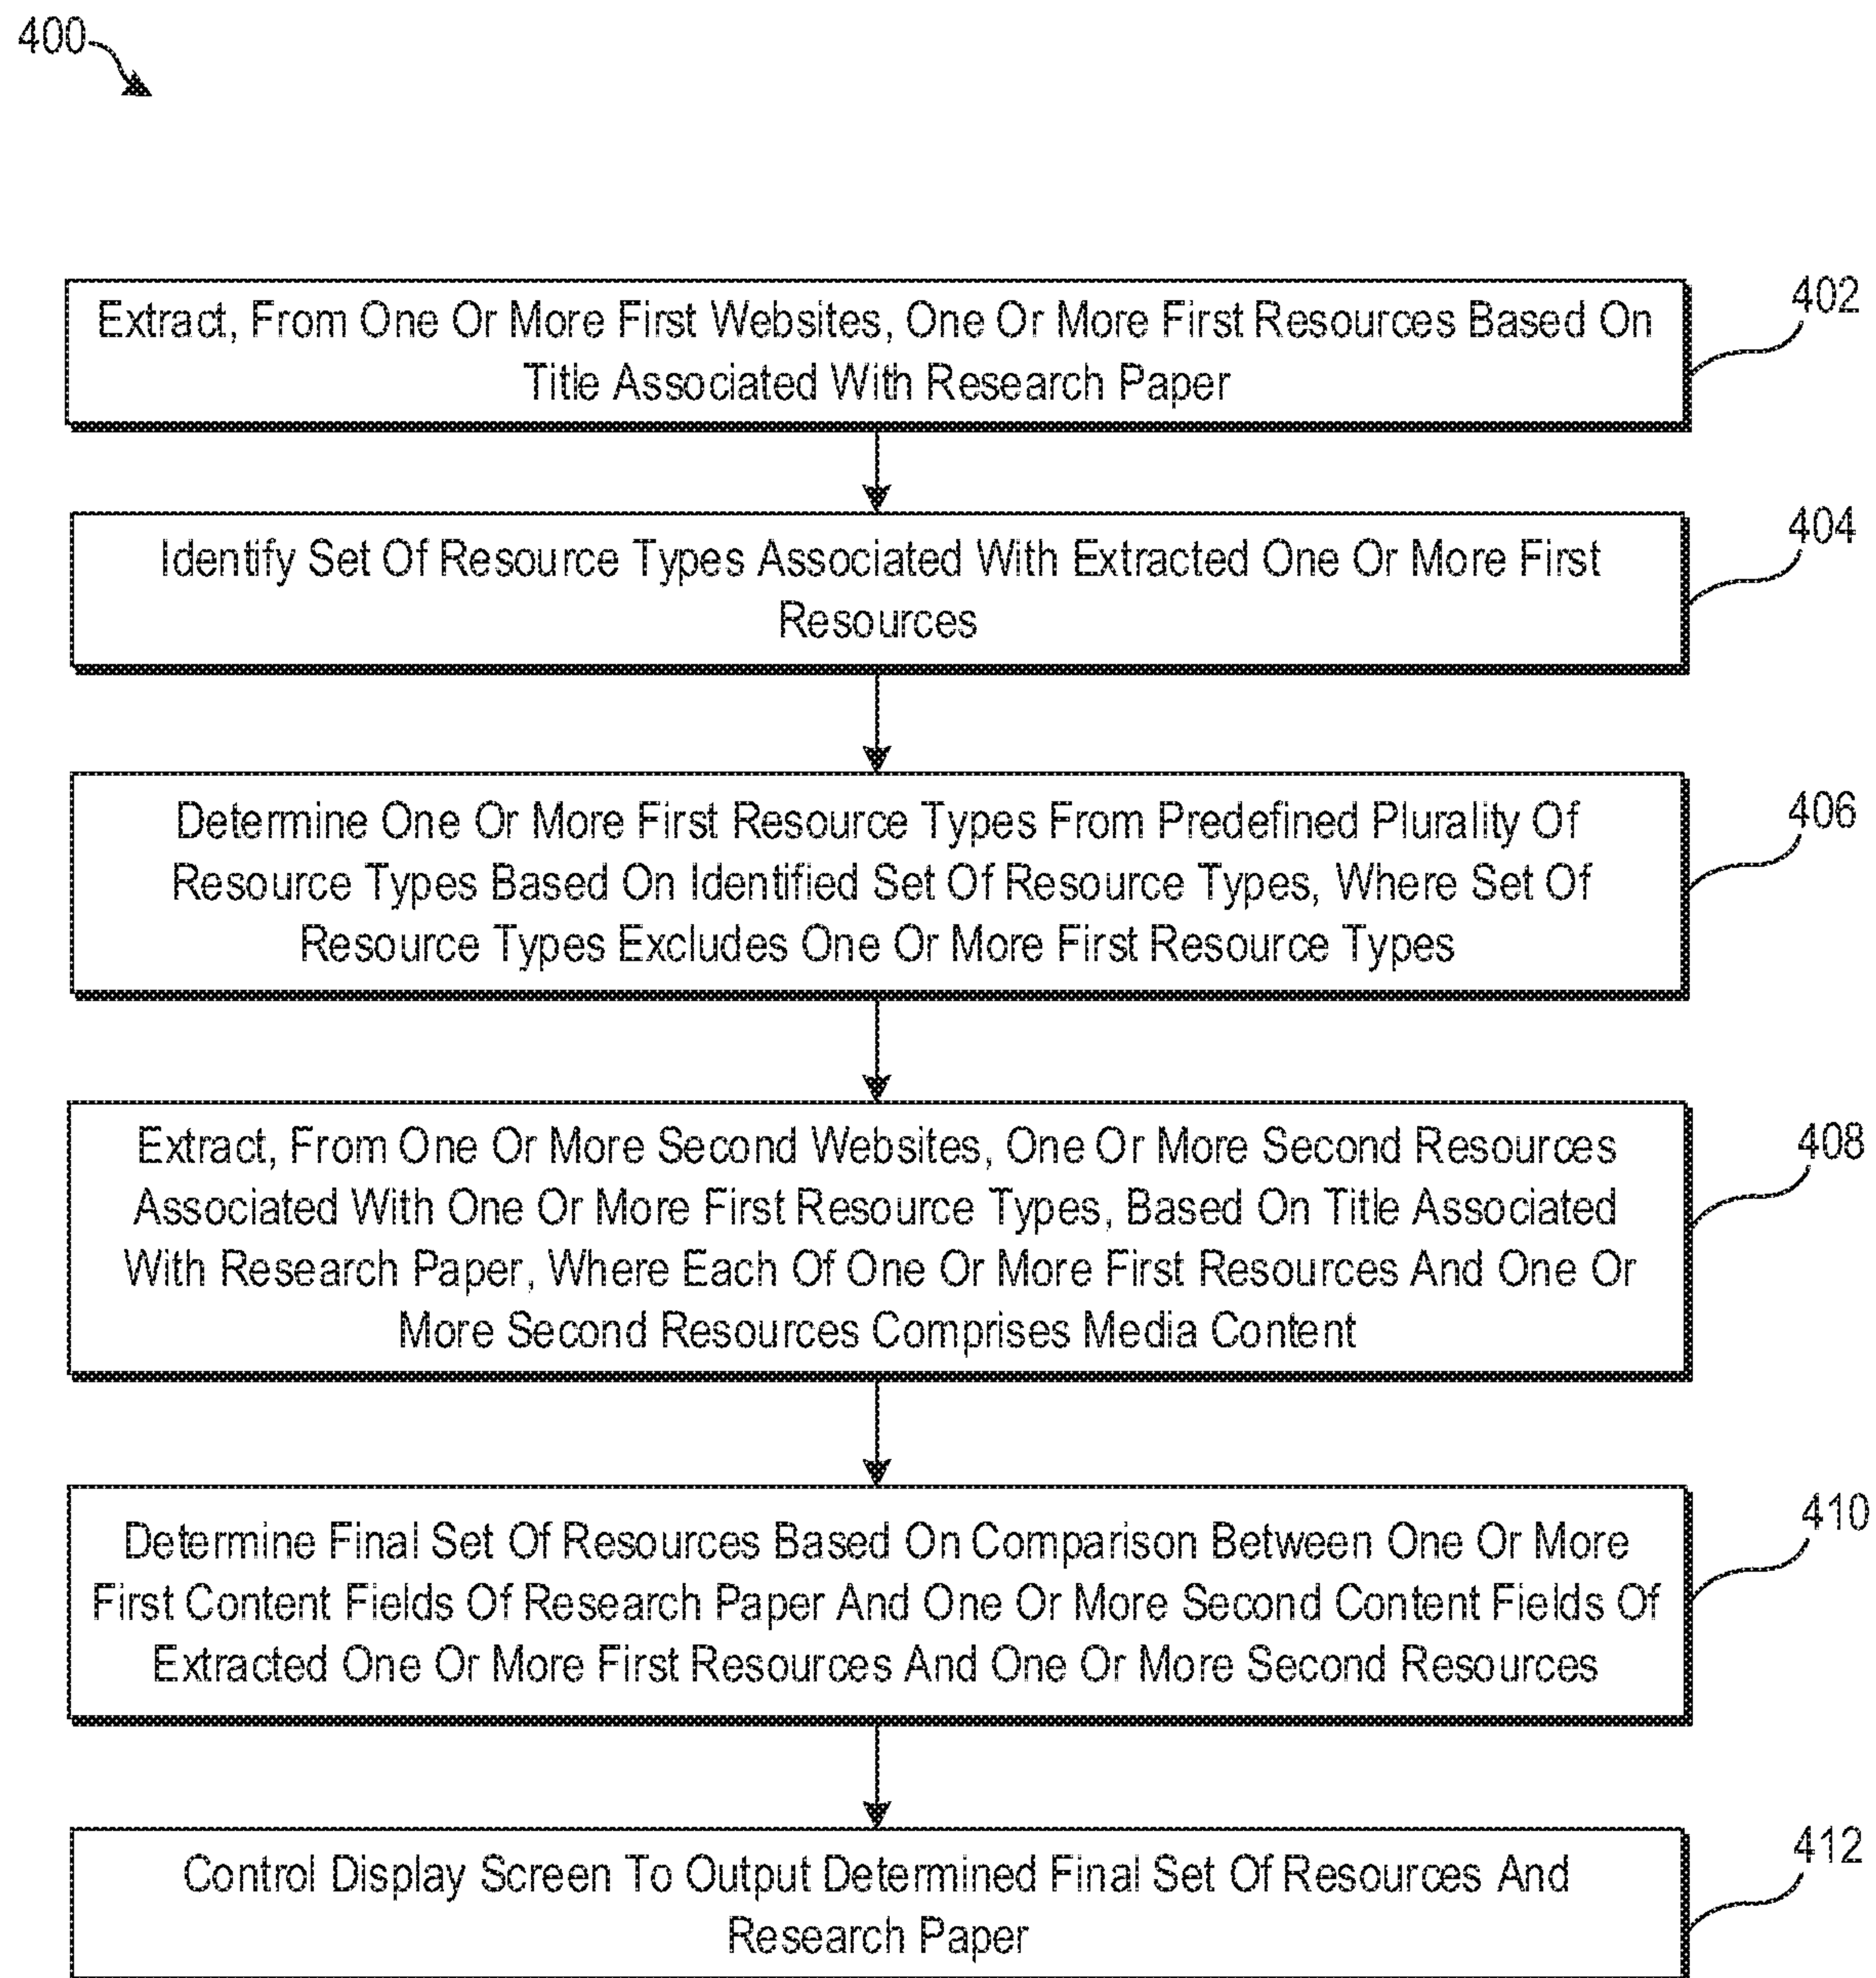 400
Extract, From One Or More First Websites, One Or More First Resources Based On
Title Associated With Research Paper
402
Identify Set Of Resource Types Associated With Extracted One Or More First
Resources
404
Determine One Or More First Resource Types From Predefined Plurality Of
Resource Types Based On Identified Set Of Resource Types, Where Set Of
Resource Types Excludes One Or More First Resource Types
406
Extract, From One Or More Second Websites, One Or More Second Resources
Associated With One Or More First Resource Types, Based On Title Associated
With Research Paper, Where Each Of One Or More First Resources And One Or
More Second Resources Comprises Media Content
408
Determine Final Set Of Resources Based On Comparison Between One Or More
First Content Fields Of Research Paper And One Or More Second Content Fields Of
Extracted One Or More First Resources And One Or More Second Resources
410
Control Display Screen To Output Determined Final Set Of Resources And
Research Paper
412